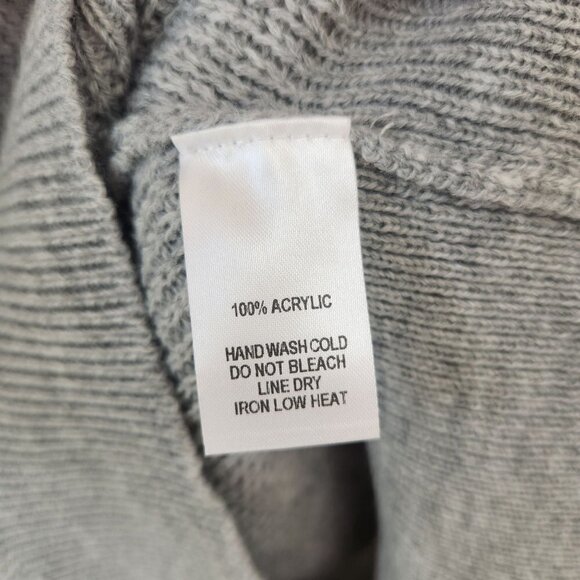 100% ACRYLIC
HAND WASH COLD
DO NOT BLEACH
LINE DRY
IRON LOW HEAT